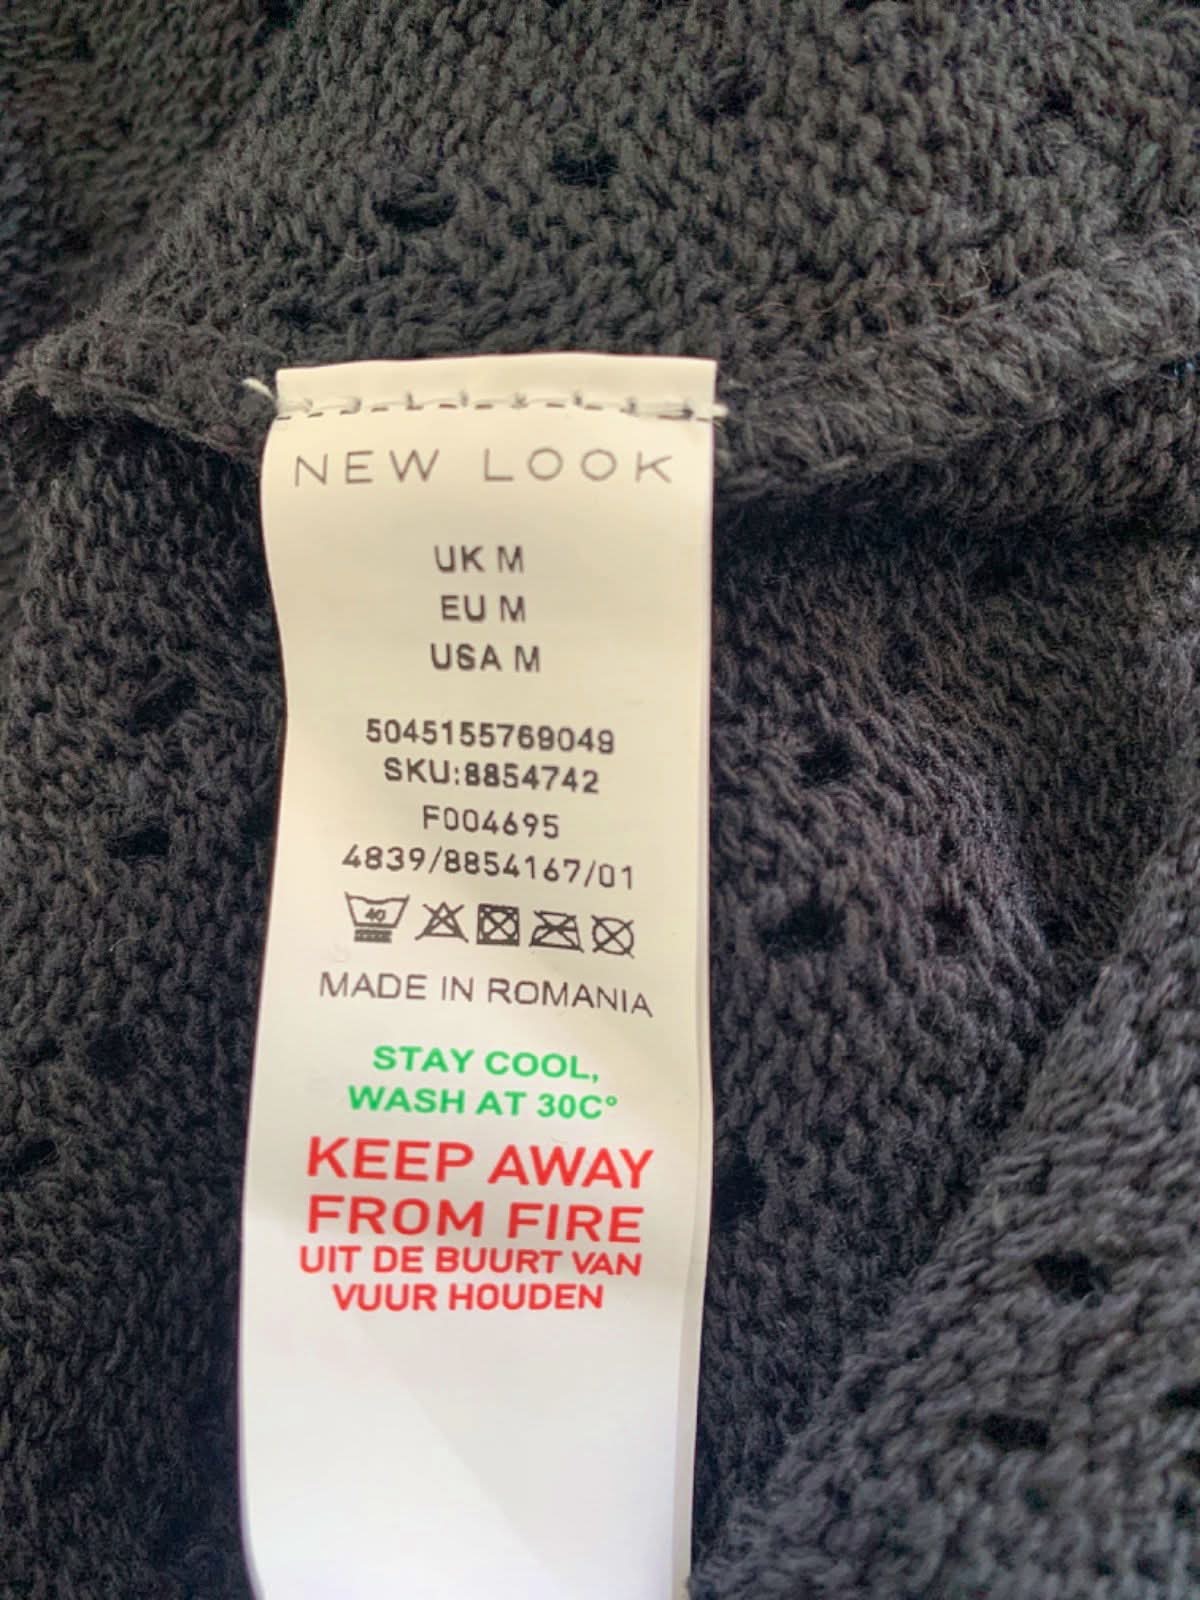 NEW LOOK
UK M
EU M
USA M
5045155769049
SKU:8854742
F004695
4839/8854167/01
40
MADE IN ROMANIA
STAY COOL,
WASH AT 30C°
KEEP AWAY
FROM FIRE
UIT DE BUURT VAN
VUUR HOUDEN